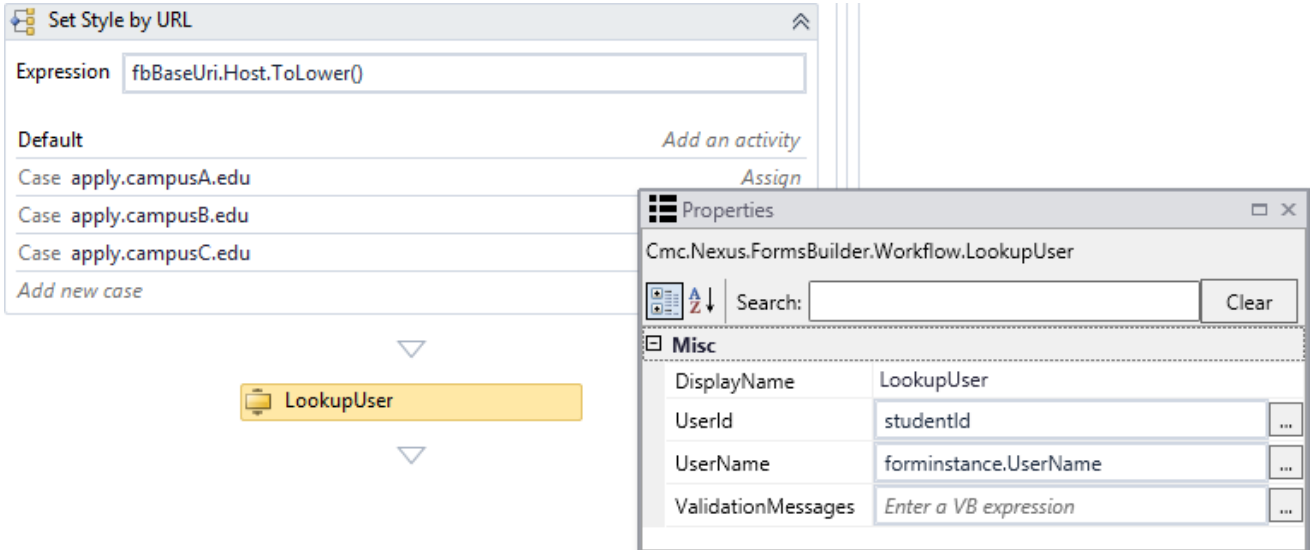 Set Style by URL
Expression fbBaseUri.Host.ToLower()
Default Add an activity
Case apply.campusA.edu Assign
Case apply.campusB.edu
Case apply.campusC.edu
Add new case
LookupUser
Properties
Cmc.Nexus.FormsBuilder.Workflow.LookupUser
A Z Search: Clear
Misc
DisplayName LookupUser
UserId studentId ...
UserName forminstance.UserName ...
ValidationMessages Enter a VB expression ...